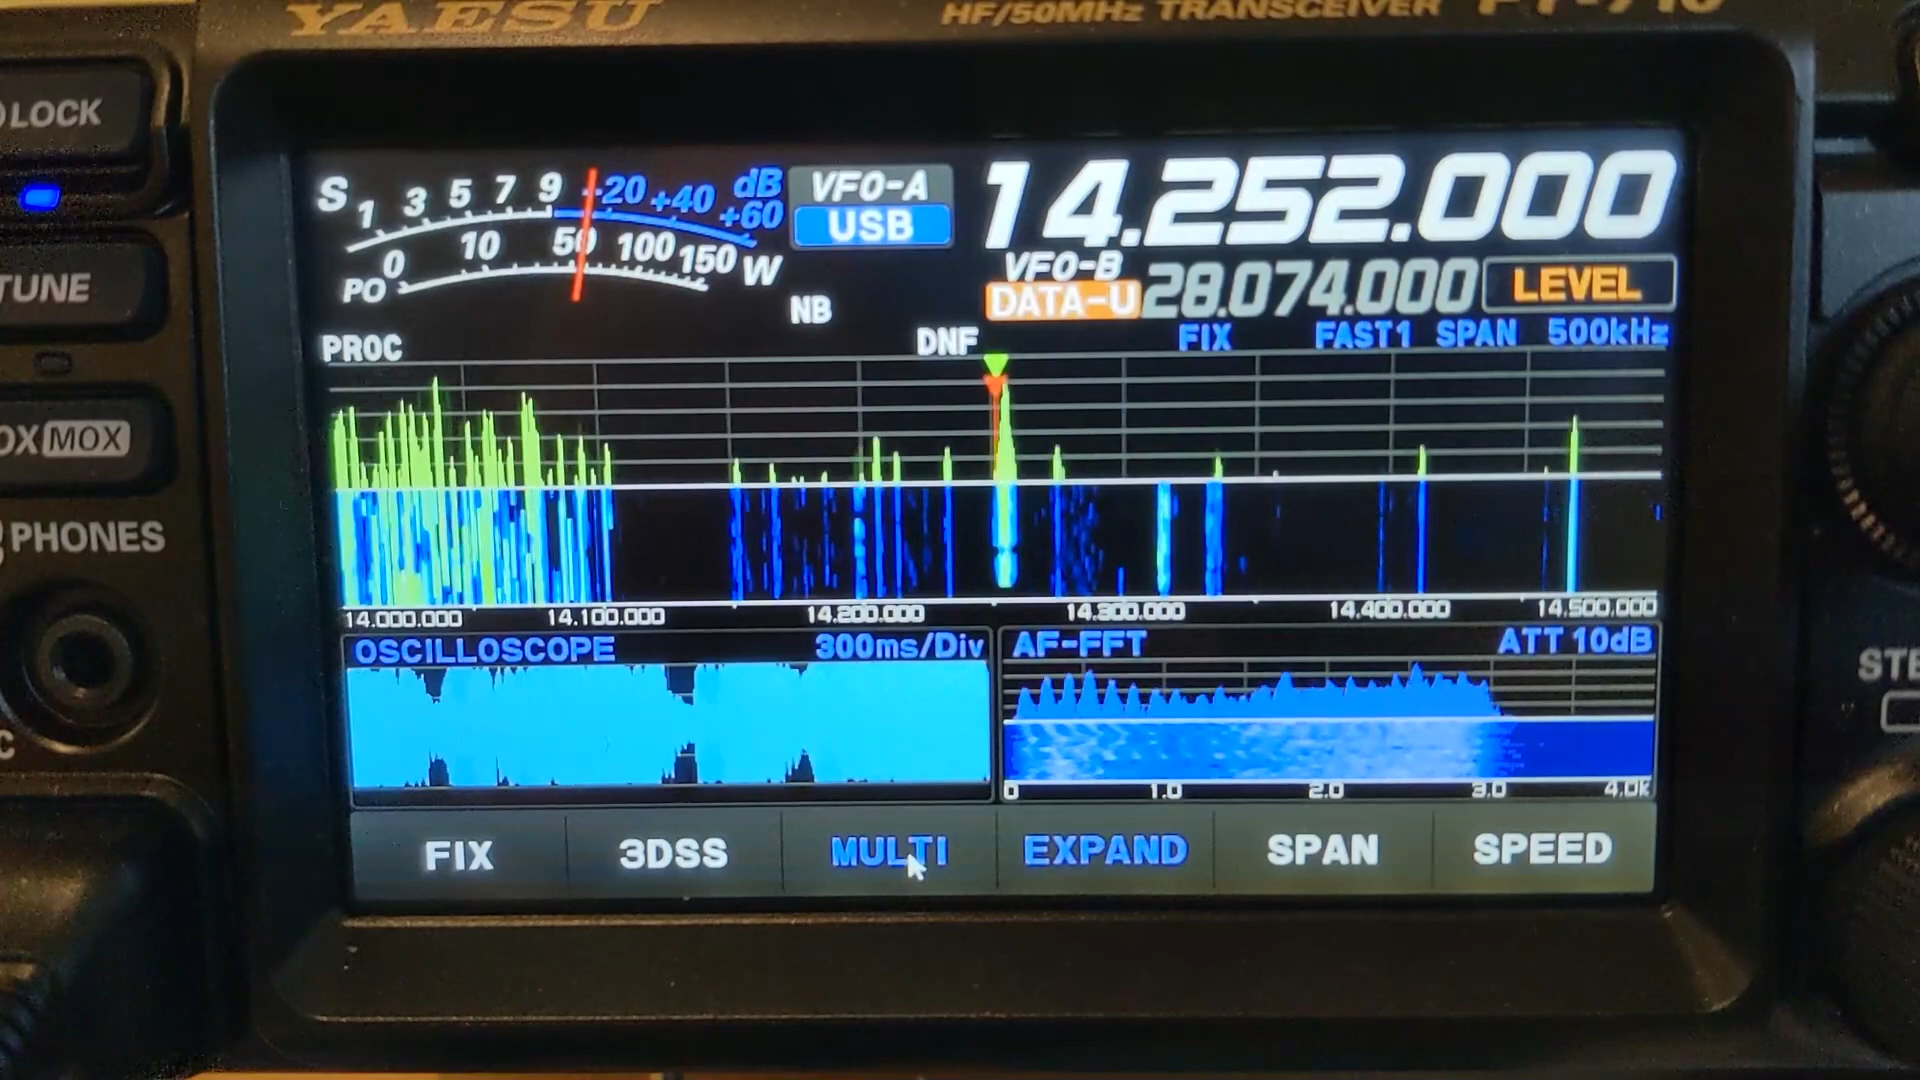 YAESU HF/50MHz TRANSCEIVER FT-710
LOCK
TUNE
MOX
PHONES
S 1 3 5 7 9 +20 +40 +60 dB
PO 0 10 50 100 150 W
VFO-A
USB
14.252.000
VFO-B
DATA-U 28.074.000 LEVEL
NB
PROC DNF FIX FAST1 SPAN 500kHz
14.000.000 14.100.000 14.200.000 14.300.000 14.400.000 14.500.000
OSCILLOSCOPE 300ms/Div AF-FFT ATT 10dB
0 1.0 2.0 3.0 4.0k
FIX 3DSS MULTI EXPAND SPAN SPEED